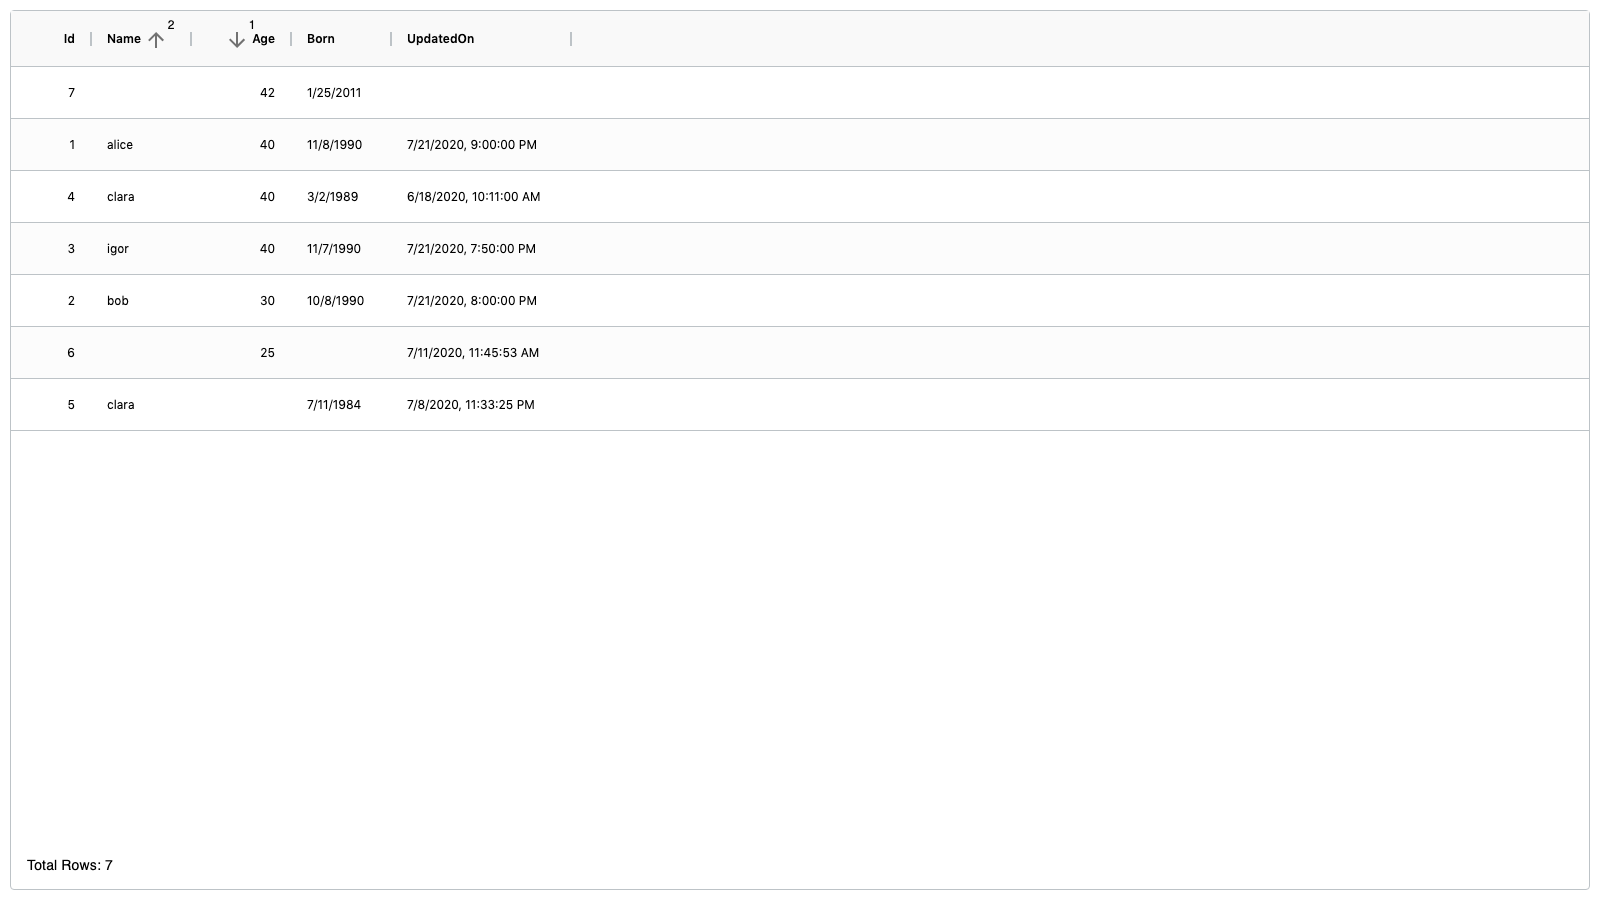 Id Name 2 1 Age Born UpdatedOn
7 42 1/25/2011
1 alice 40 11/8/1990 7/21/2020, 9:00:00 PM
4 clara 40 3/2/1989 6/18/2020, 10:11:00 AM
3 igor 40 11/7/1990 7/21/2020, 7:50:00 PM
2 bob 30 10/8/1990 7/21/2020, 8:00:00 PM
6 25 7/11/2020, 11:45:53 AM
5 clara 7/11/1984 7/8/2020, 11:33:25 PM
Total Rows: 7